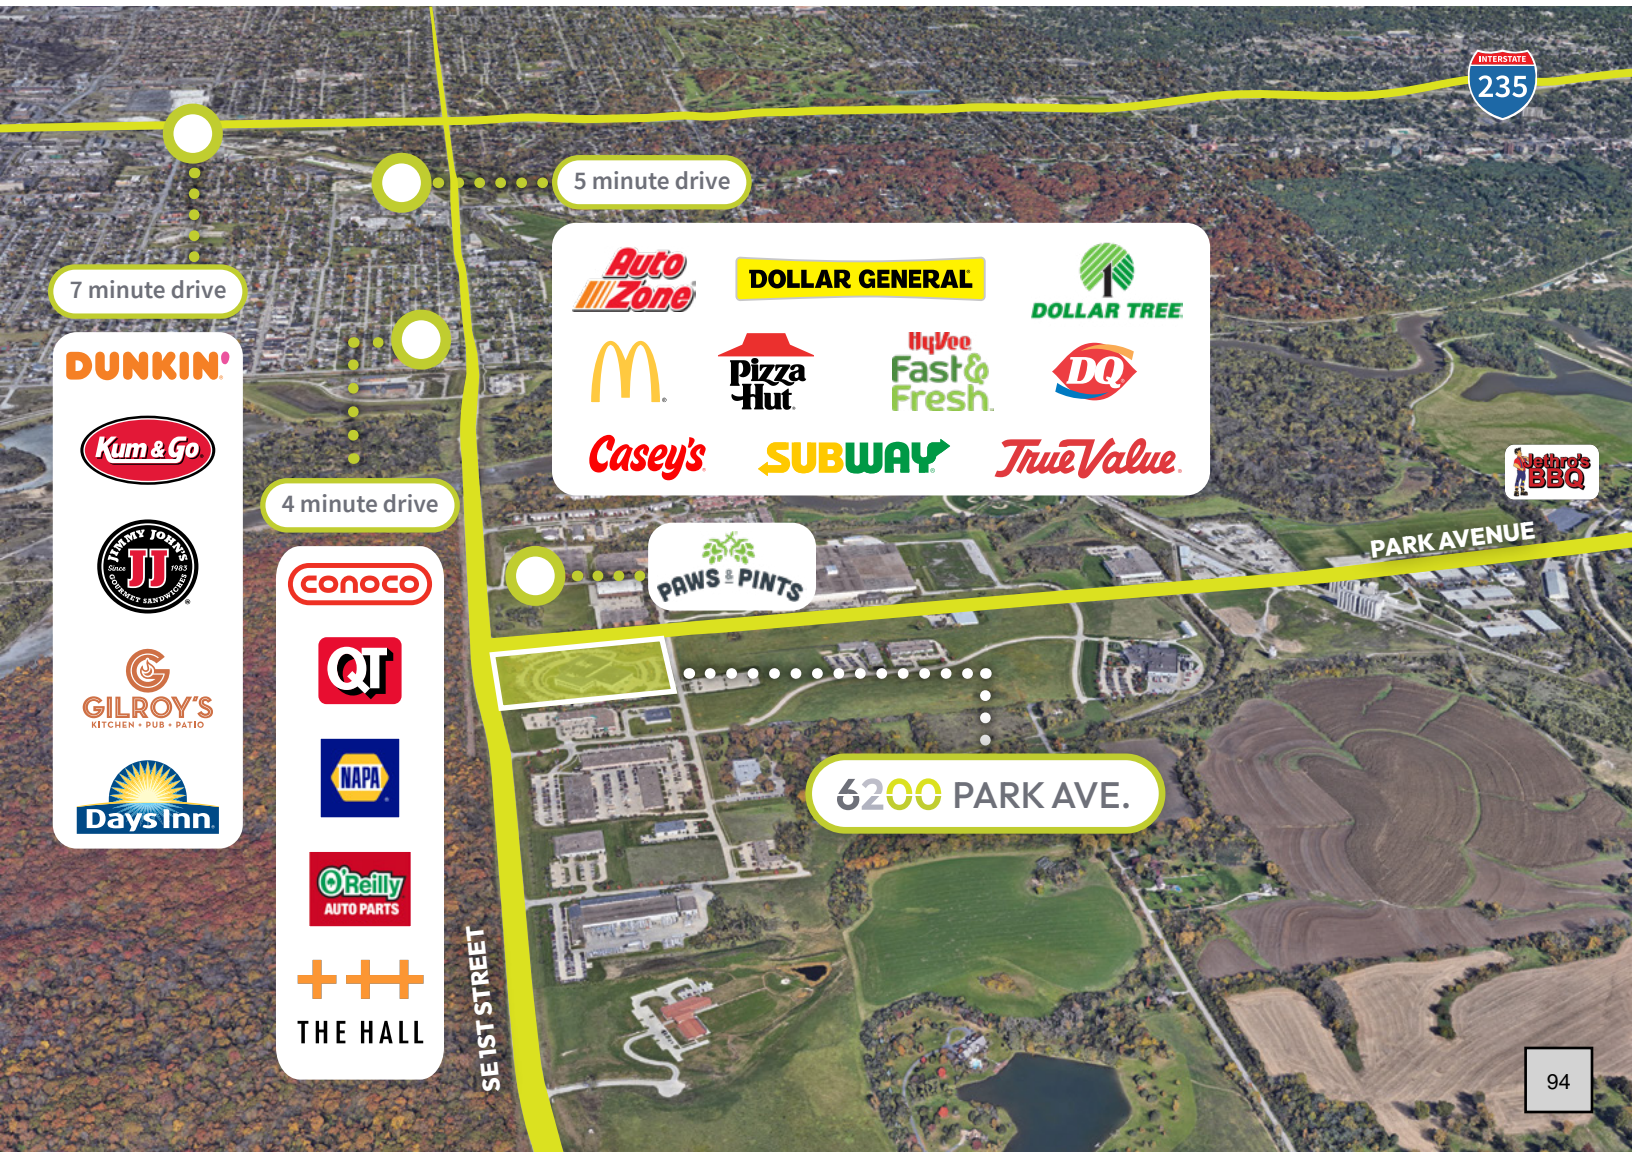 INTERSTATE
235
5 minute drive
7 minute drive
Auto
Zone
DOLLAR GENERAL
DOLLAR TREE
Pizza
Hut
HyVee
Fast &
Fresh
DQ
Casey's
SUBWAY
True Value
DUNKIN'
Kum & Go
JIMMY JOHN'S
Since JJ 1983
GOURMET SANDWICHES
GILROY'S
KITCHEN • PUB • PATIO
Days Inn
4 minute drive
CONOCO
QT
NAPA
O'Reilly
AUTO PARTS
THE HALL
PAWS & PINTS
Jethro's
BBQ
PARK AVENUE
6200 PARK AVE.
SE 1ST STREET
94